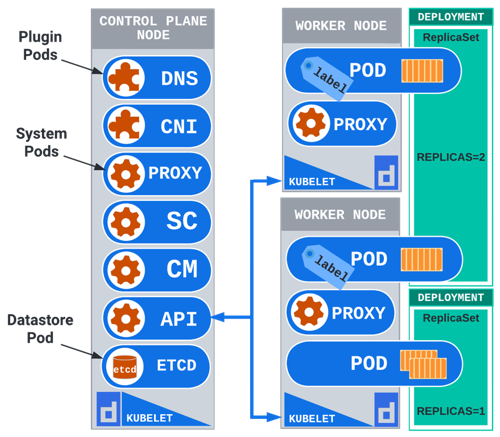 Plugin
Pods
System
Pods
Datastore
Pod
CONTROL PLANE
NODE
DNS
CNI
PROXY
SC
CM
API
etcd
ETCD
d
KUBELET
WORKER NODE
POD
label
PROXY
KUBELET
d
WORKER NODE
POD
label
PROXY
POD
KUBELET
d
DEPLOYMENT
ReplicaSet
REPLICAS=2
DEPLOYMENT
ReplicaSet
REPLICAS=1